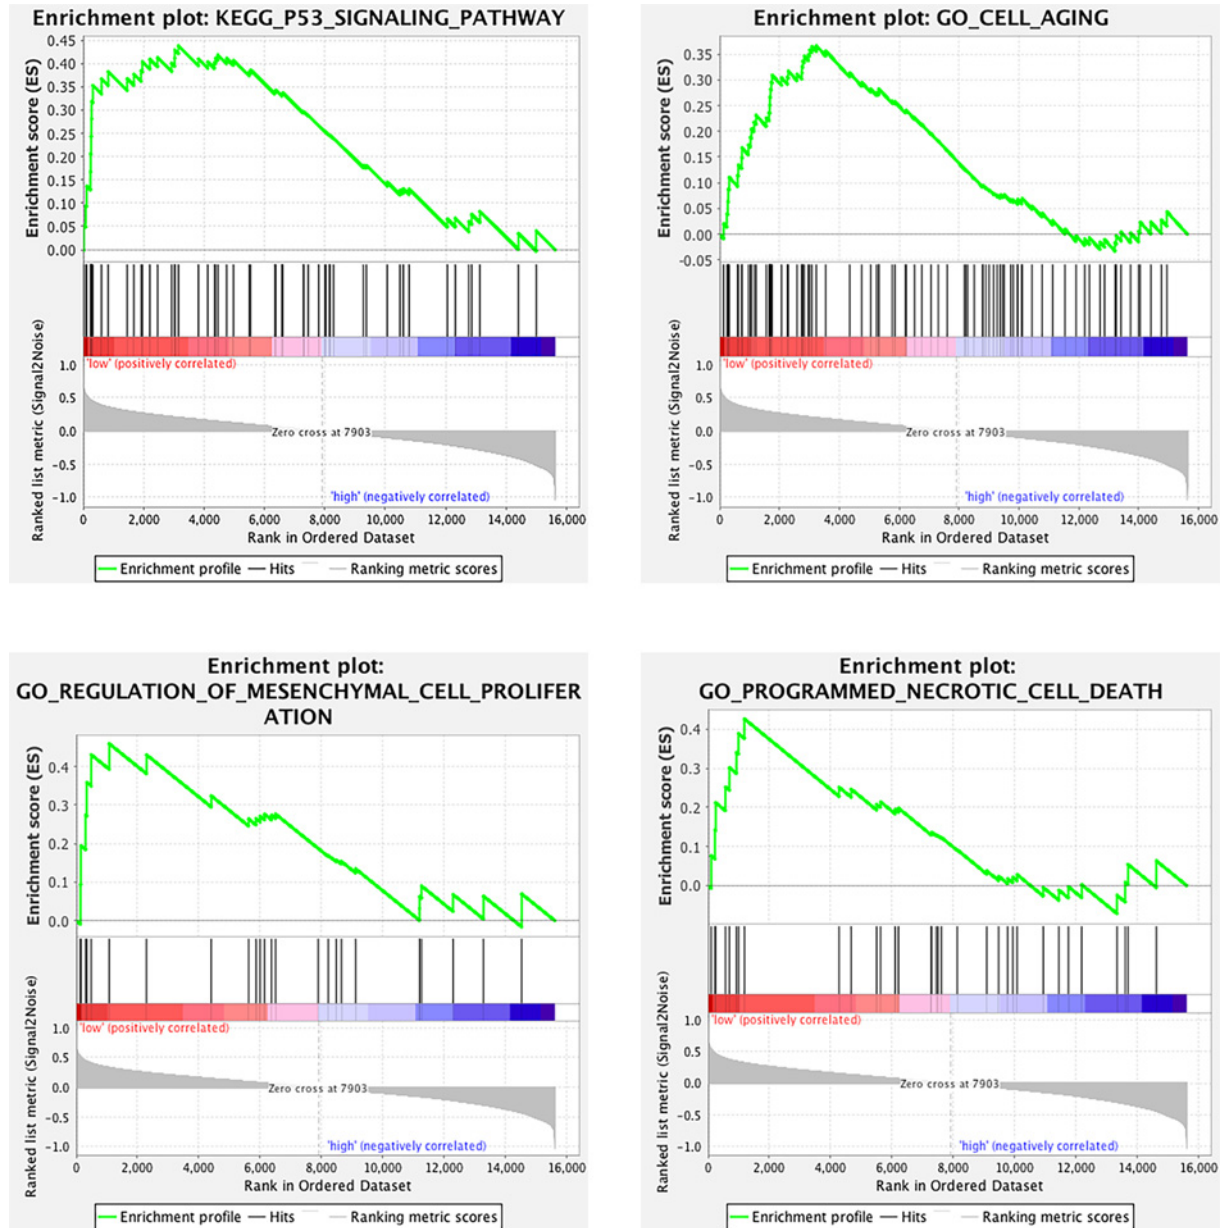 Enrichment plot: KEGG_P53_SIGNALING_PATHWAY
Enrichment score (ES)
0.45
0.40
0.35
0.30
0.25
0.20
0.15
0.10
0.05
0.00
'low' (positively correlated)
Ranked list metric (Signal2Noise)
1.0
0.5
0.0
-0.5
-1.0
Zero cross at 7903
'high' (negatively correlated)
0 2,000 4,000 6,000 8,000 10,000 12,000 14,000 16,000
Rank in Ordered Dataset
Enrichment profile — Hits — Ranking metric scores
Enrichment plot: GO_CELL_AGING
Enrichment score (ES)
0.35
0.30
0.25
0.20
0.15
0.10
0.05
0.00
-0.05
'low' (positively correlated)
Ranked list metric (Signal2Noise)
1.0
0.5
0.0
-0.5
-1.0
Zero cross at 7903
'high' (negatively correlated)
0 2,000 4,000 6,000 8,000 10,000 12,000 14,000 16,000
Rank in Ordered Dataset
Enrichment profile — Hits — Ranking metric scores
Enrichment plot:
GO_REGULATION_OF_MESENCHYMAL_CELL_PROLIFER
ATION
Enrichment score (ES)
0.4
0.3
0.2
0.1
0.0
'low' (positively correlated)
Ranked list metric (Signal2Noise)
1.0
0.5
0.0
-0.5
-1.0
Zero cross at 7903
'high' (negatively correlated)
0 2,000 4,000 6,000 8,000 10,000 12,000 14,000 16,000
Rank in Ordered Dataset
Enrichment profile — Hits — Ranking metric scores
Enrichment plot:
GO_PROGRAMMED_NECROTIC_CELL_DEATH
Enrichment score (ES)
0.4
0.3
0.2
0.1
0.0
'low' (positively correlated)
Ranked list metric (Signal2Noise)
1.0
0.5
0.0
-0.5
-1.0
Zero cross at 7903
'high' (negatively correlated)
0 2,000 4,000 6,000 8,000 10,000 12,000 14,000 16,000
Rank in Ordered Dataset
Enrichment profile — Hits — Ranking metric scores